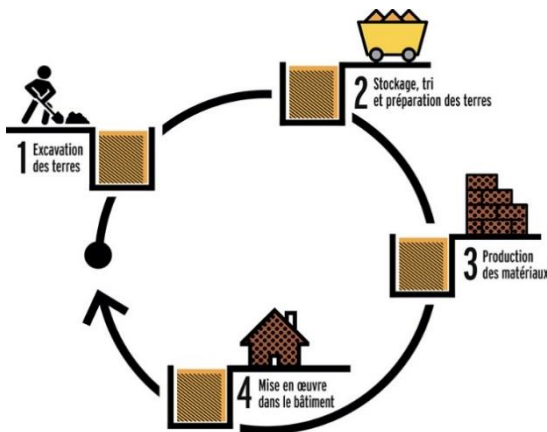 1 Excavation
des terres
2 Stockage, tri
et préparation des terres
3 Production
des matériaux
4 Mise en œuvre
dans le bâtiment